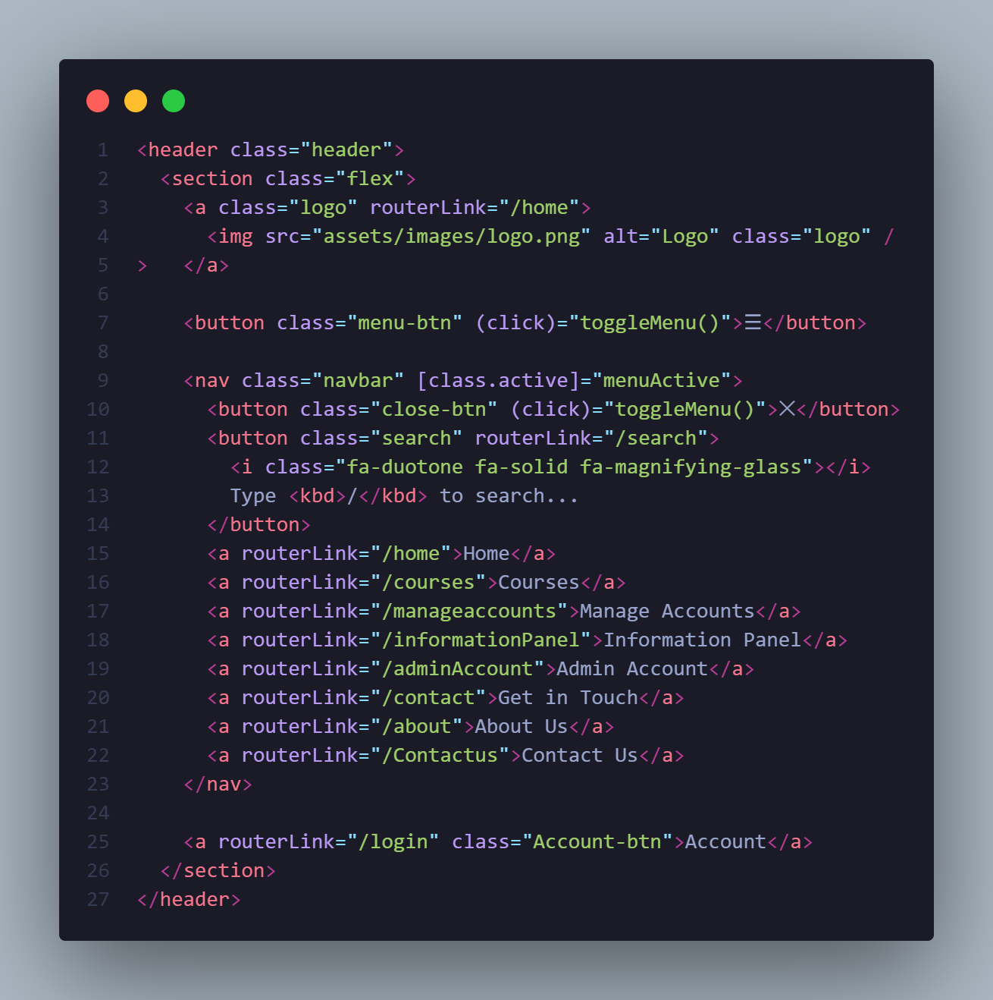 1 <header class="header">
2   <section class="flex">
3     <a class="logo" routerLink="/home">
4       <img src="assets/images/logo.png" alt="Logo" class="logo" /
5 >   </a>
6
7     <button class="menu-btn" (click)="toggleMenu()">☰</button>
8
9     <nav class="navbar" [class.active]="menuActive">
10       <button class="close-btn" (click)="toggleMenu()">✕</button>
11       <button class="search" routerLink="/search">
12         <i class="fa-duotone fa-solid fa-magnifying-glass"></i>
13         Type <kbd>/</kbd> to search...
14       </button>
15       <a routerLink="/home">Home</a>
16       <a routerLink="/courses">Courses</a>
17       <a routerLink="/manageaccounts">Manage Accounts</a>
18       <a routerLink="/informationPanel">Information Panel</a>
19       <a routerLink="/adminAccount">Admin Account</a>
20       <a routerLink="/contact">Get in Touch</a>
21       <a routerLink="/about">About Us</a>
22       <a routerLink="/Contactus">Contact Us</a>
23     </nav>
24
25     <a routerLink="/login" class="Account-btn">Account</a>
26   </section>
27 </header>